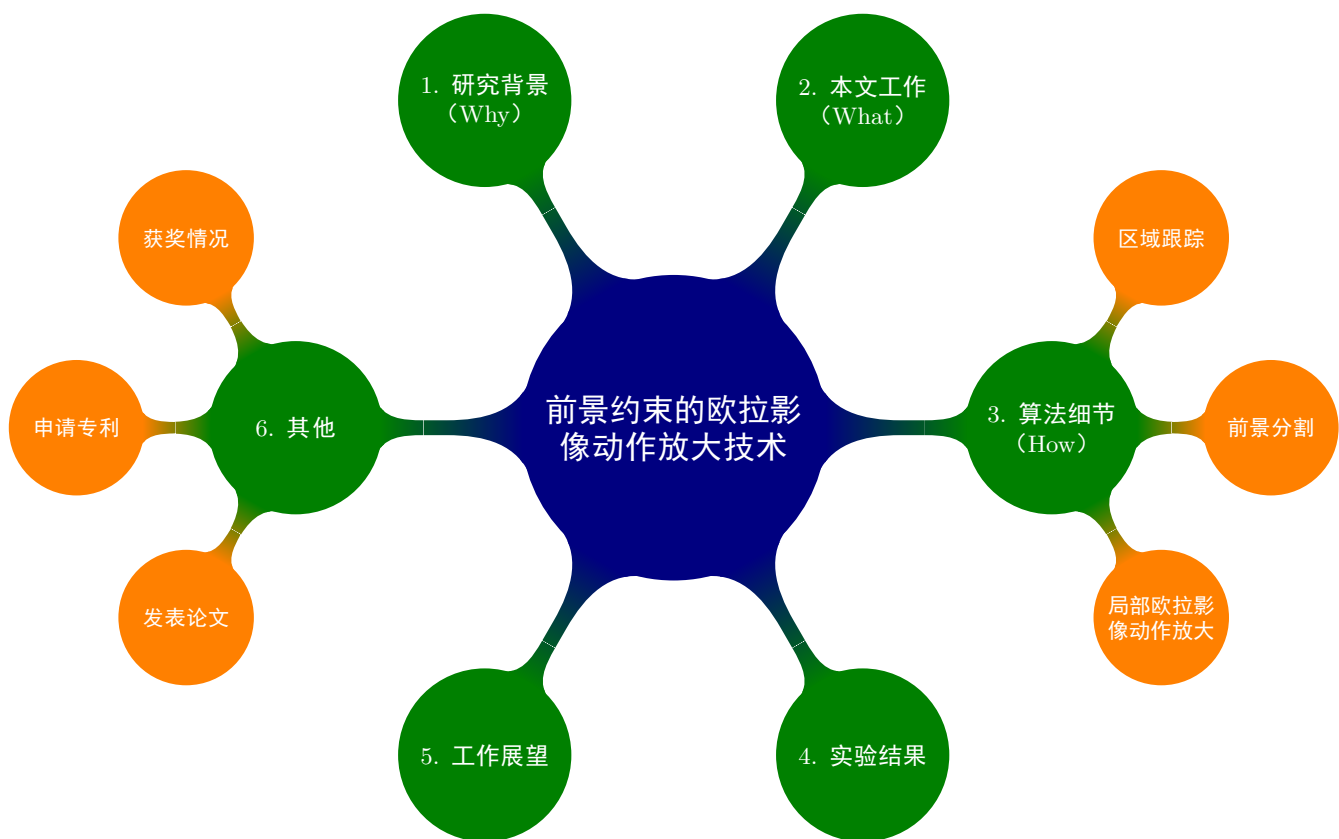 1. 研究背景
（Why）
2. 本文工作
（What）
获奖情况
区域跟踪
申请专利
6. 其他
前景约束的欧拉影
像动作放大技术
3. 算法细节
（How）
前景分割
发表论文
局部欧拉影
像动作放大
5. 工作展望
4. 实验结果